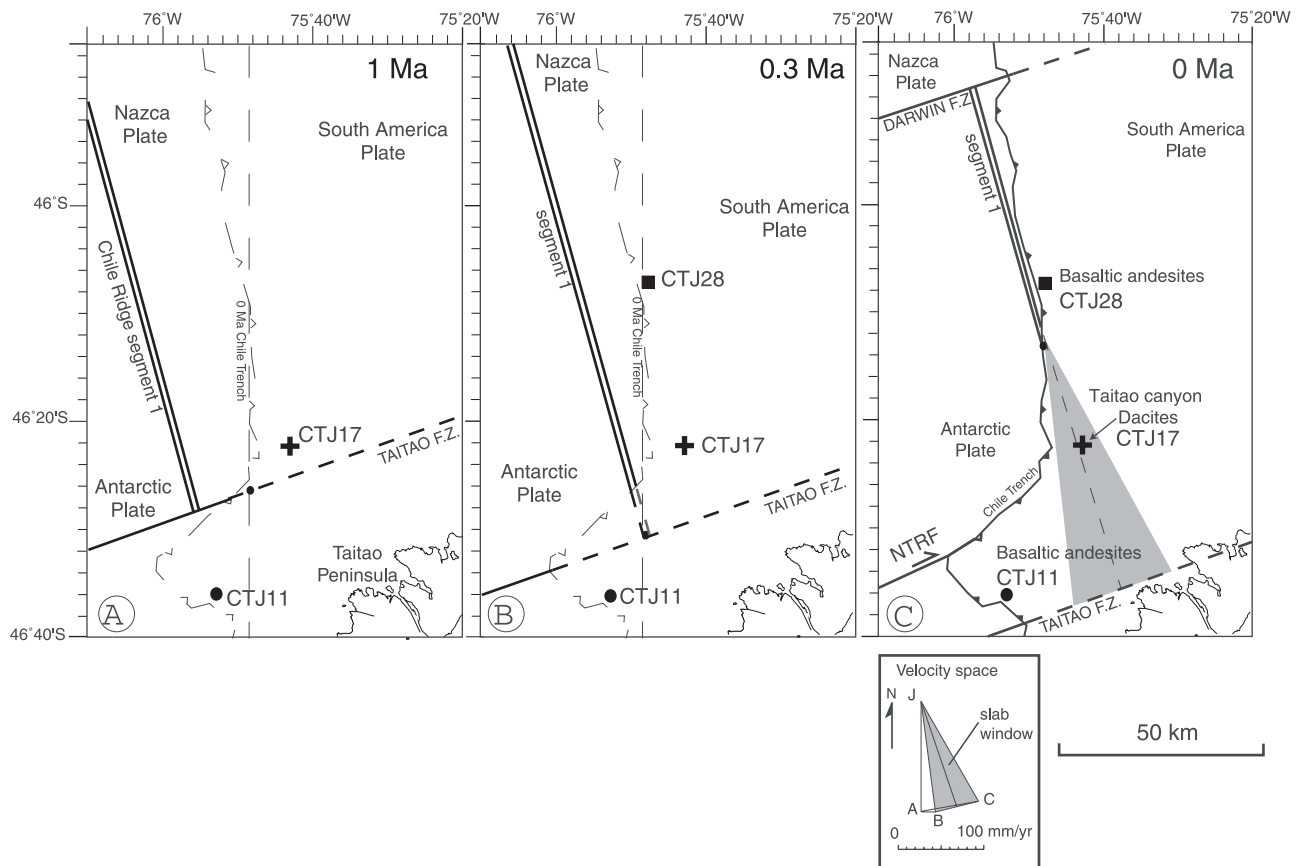 76˚W 75˚40'W 75˚20'W 76˚W 75˚40'W 75˚20'W 76˚W 75˚40'W 75˚20'W
1 Ma
Nazca
Plate
South America
Plate
46˚S
Chile Ridge segment 1
0 Ma Chile Trench
46˚20'S
CTJ17
TAITAO F.Z.
Antarctic
Plate
Taitao
Peninsula
CTJ11
46˚40'S
A
0.3 Ma
Nazca
Plate
segment 1
South America
Plate
CTJ28
0 Ma Chile Trench
CTJ17
Antarctic
Plate
TAITAO F.Z.
CTJ11
B
0 Ma
Nazca
Plate
DARWIN F.Z.
South America
Plate
segment 1
Basaltic andesites
CTJ28
Taitao canyon
Dacites
CTJ17
Antarctic
Plate
Chile Trench
NTRF
Basaltic andesites
CTJ11
TAITAO F.Z.
C
Velocity space
N
J
slab
window
A
B
C
0 100 mm/yr
50 km